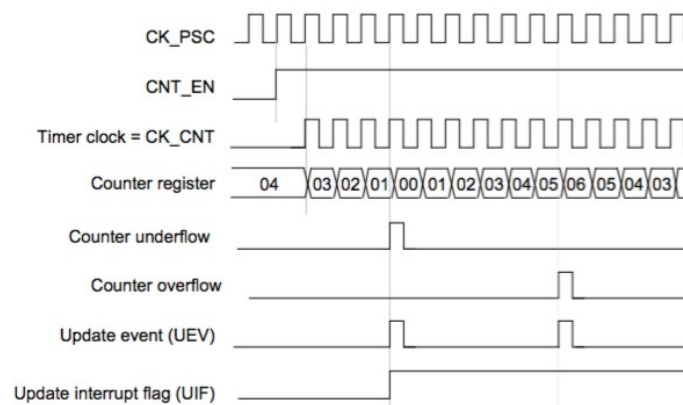 CK_PSC
CNT_EN
Timer clock = CK_CNT
Counter register 04 03 02 01 00 01 02 03 04 05 06 05 04 03
Counter underflow
Counter overflow
Update event (UEV)
Update interrupt flag (UIF)